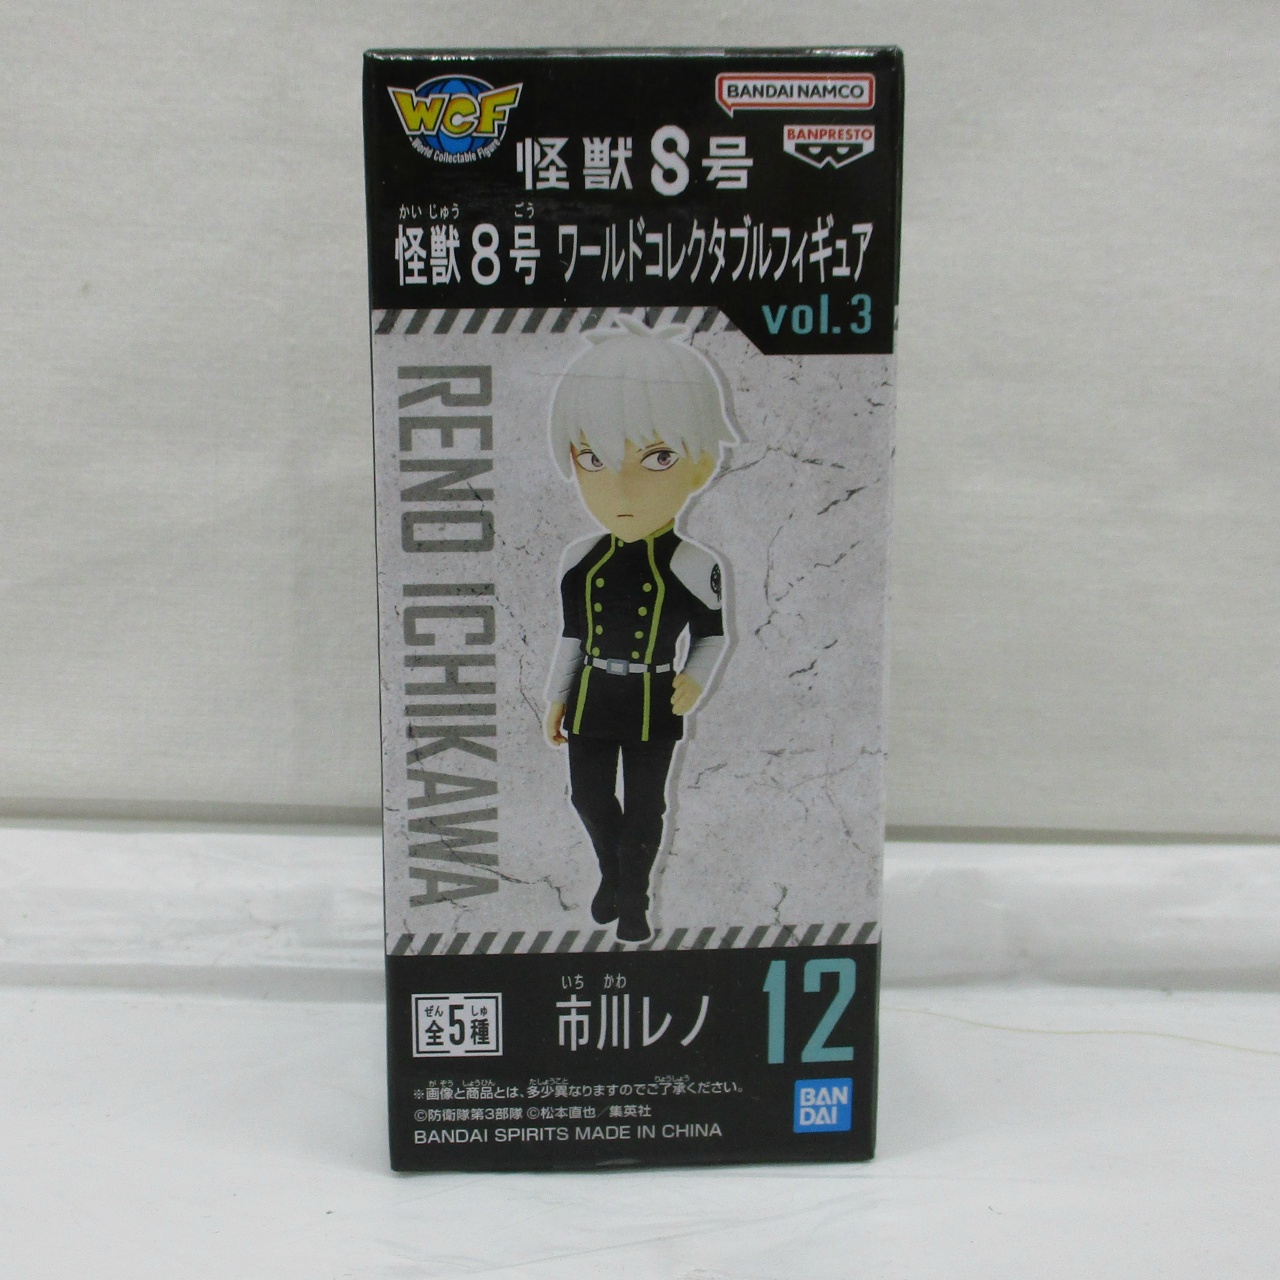 WCF
World Collectable Figure
BANDAI NAMCO
BANPRESTO
怪獣8号
かいじゅう ごう
怪獣8号 ワールドコレクタブルフィギュア
vol.3
RENO ICHIKAWA
ぜん しゅ
全5種
いち かわ
市川レノ
12
がぞう しょうひん たしょうこと りょうしょう
※画像と商品とは、多少異なりますのでご了承ください。
©防衛隊第3部隊 ©松本直也／集英社
BANDAI SPIRITS MADE IN CHINA
BAN
DAI